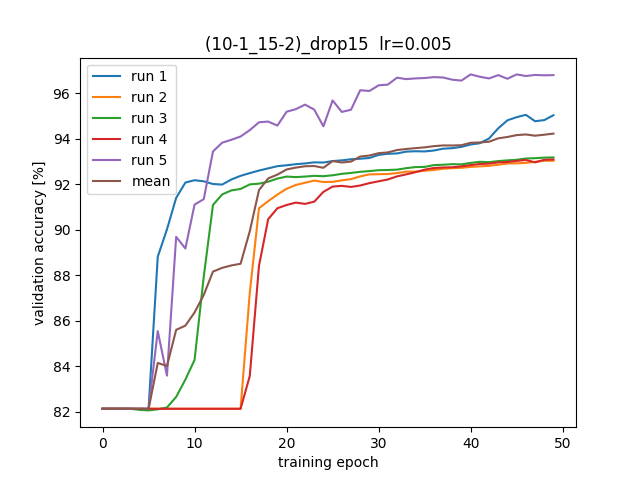 (10-1_15-2)_drop15  lr=0.005
run 1
run 2
run 3
run 4
run 5
mean
validation accuracy [%]
96
94
92
90
88
86
84
82
0 10 20 30 40 50
training epoch